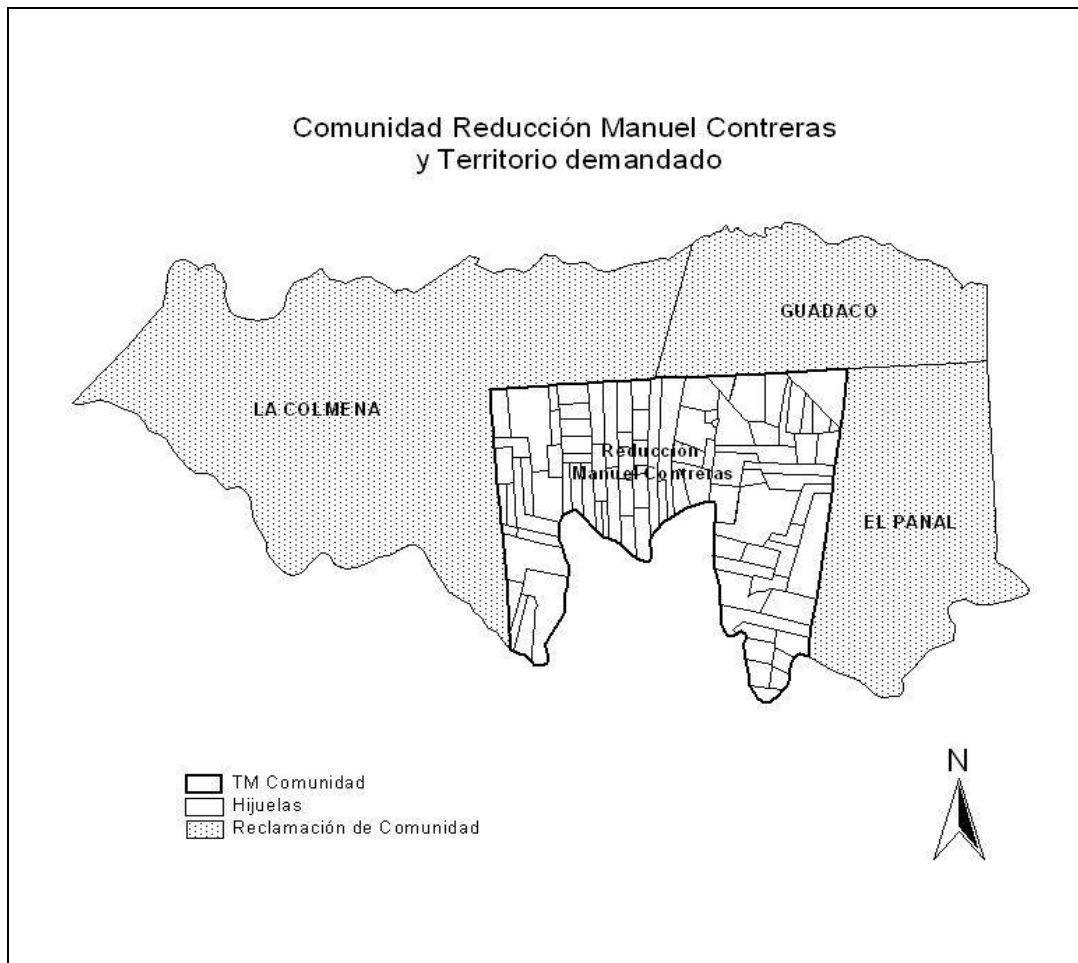 Comunidad Reducción Manuel Contreras
y Territorio demandado
GUADACO
LA COLMENA
Reducción
Manuel Contreras
EL PANAL
TM Comunidad
Hijuelas
Reclamación de Comunidad
N